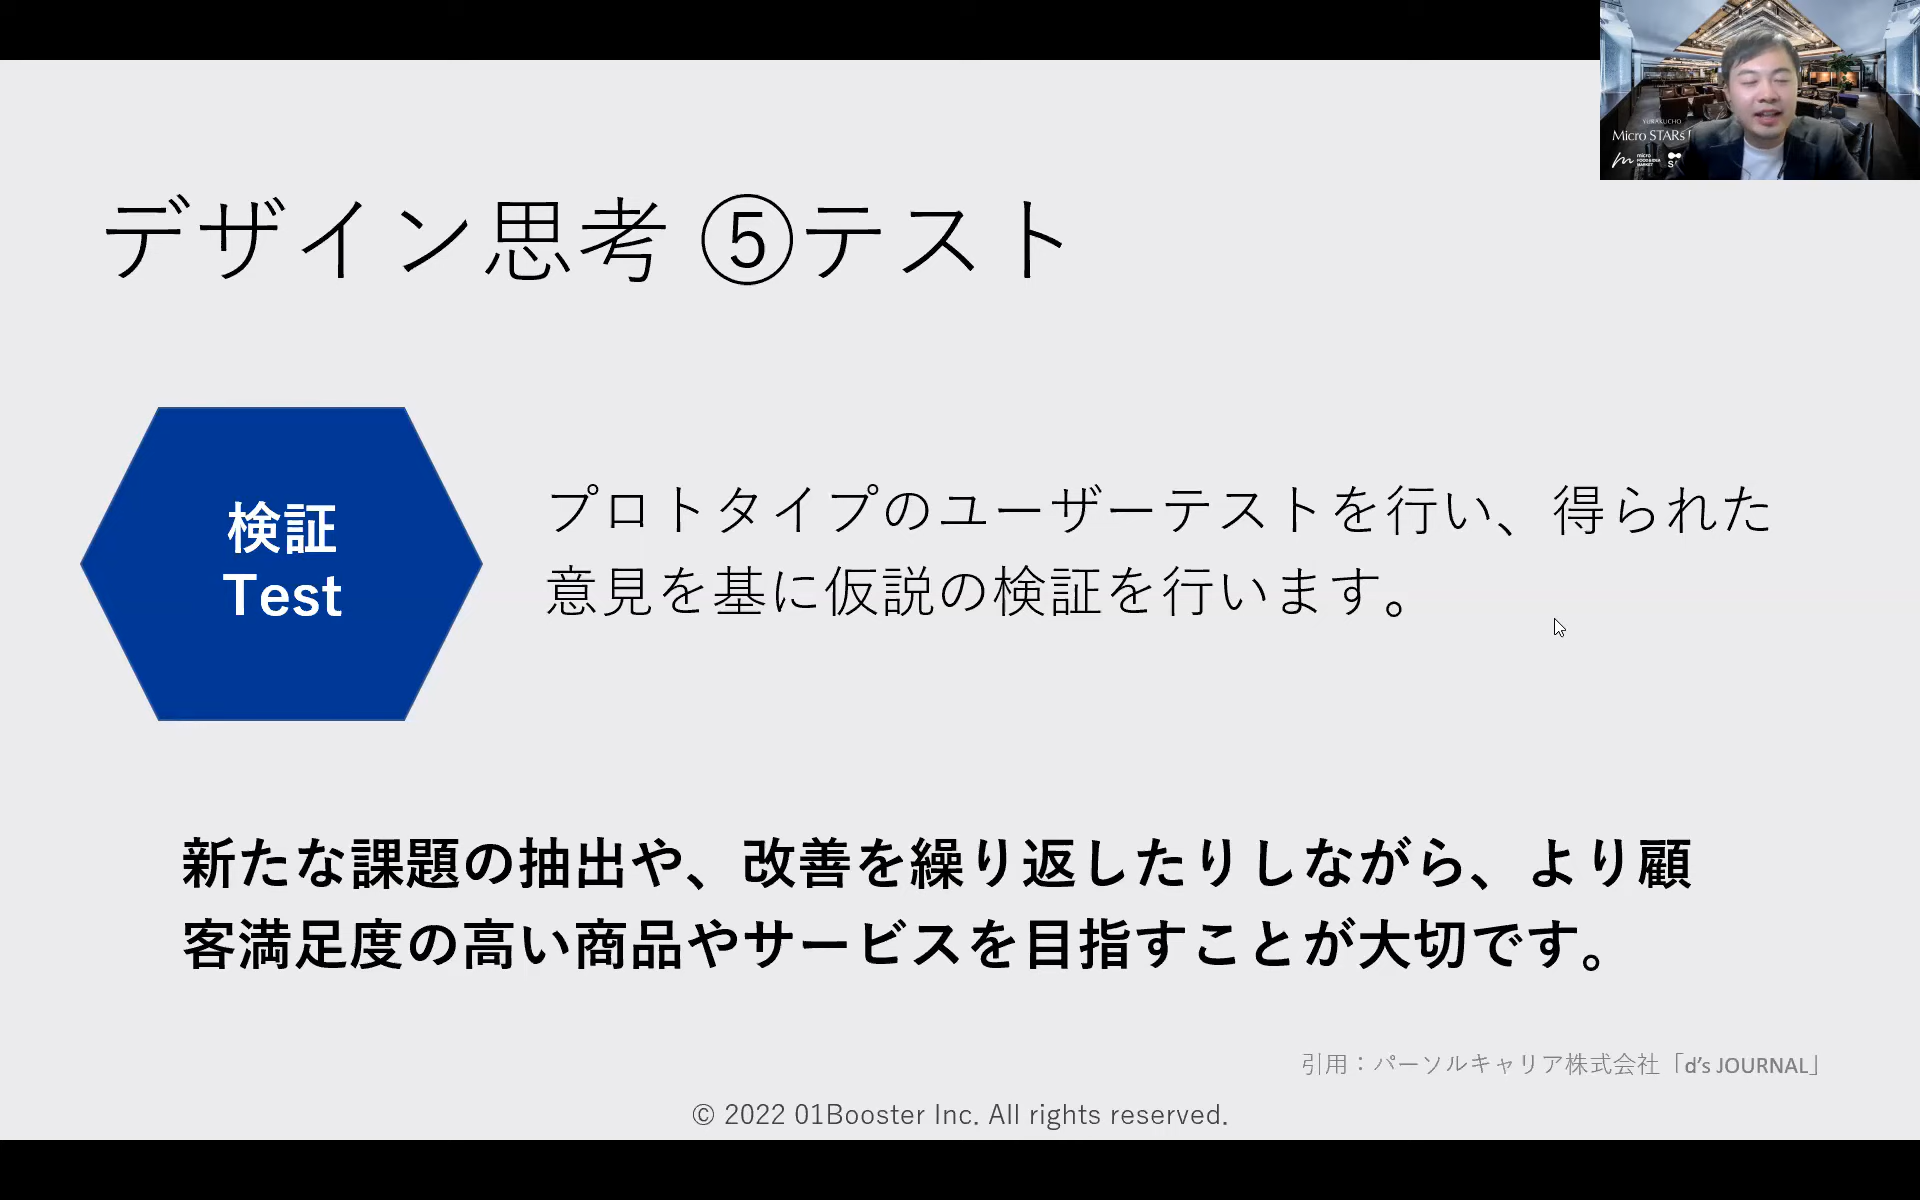 YURAKUCHO
Micro STARs!
micro
FOOD&IDEA
MARKET
デザイン思考 ⑤テスト
検証
Test
プロトタイプのユーザーテストを行い、得られた
意見を基に仮説の検証を行います。
新たな課題の抽出や、改善を繰り返したりしながら、より顧
客満足度の高い商品やサービスを目指すことが大切です。
引用：パーソルキャリア株式会社「d’s JOURNAL」
© 2022 01Booster Inc. All rights reserved.